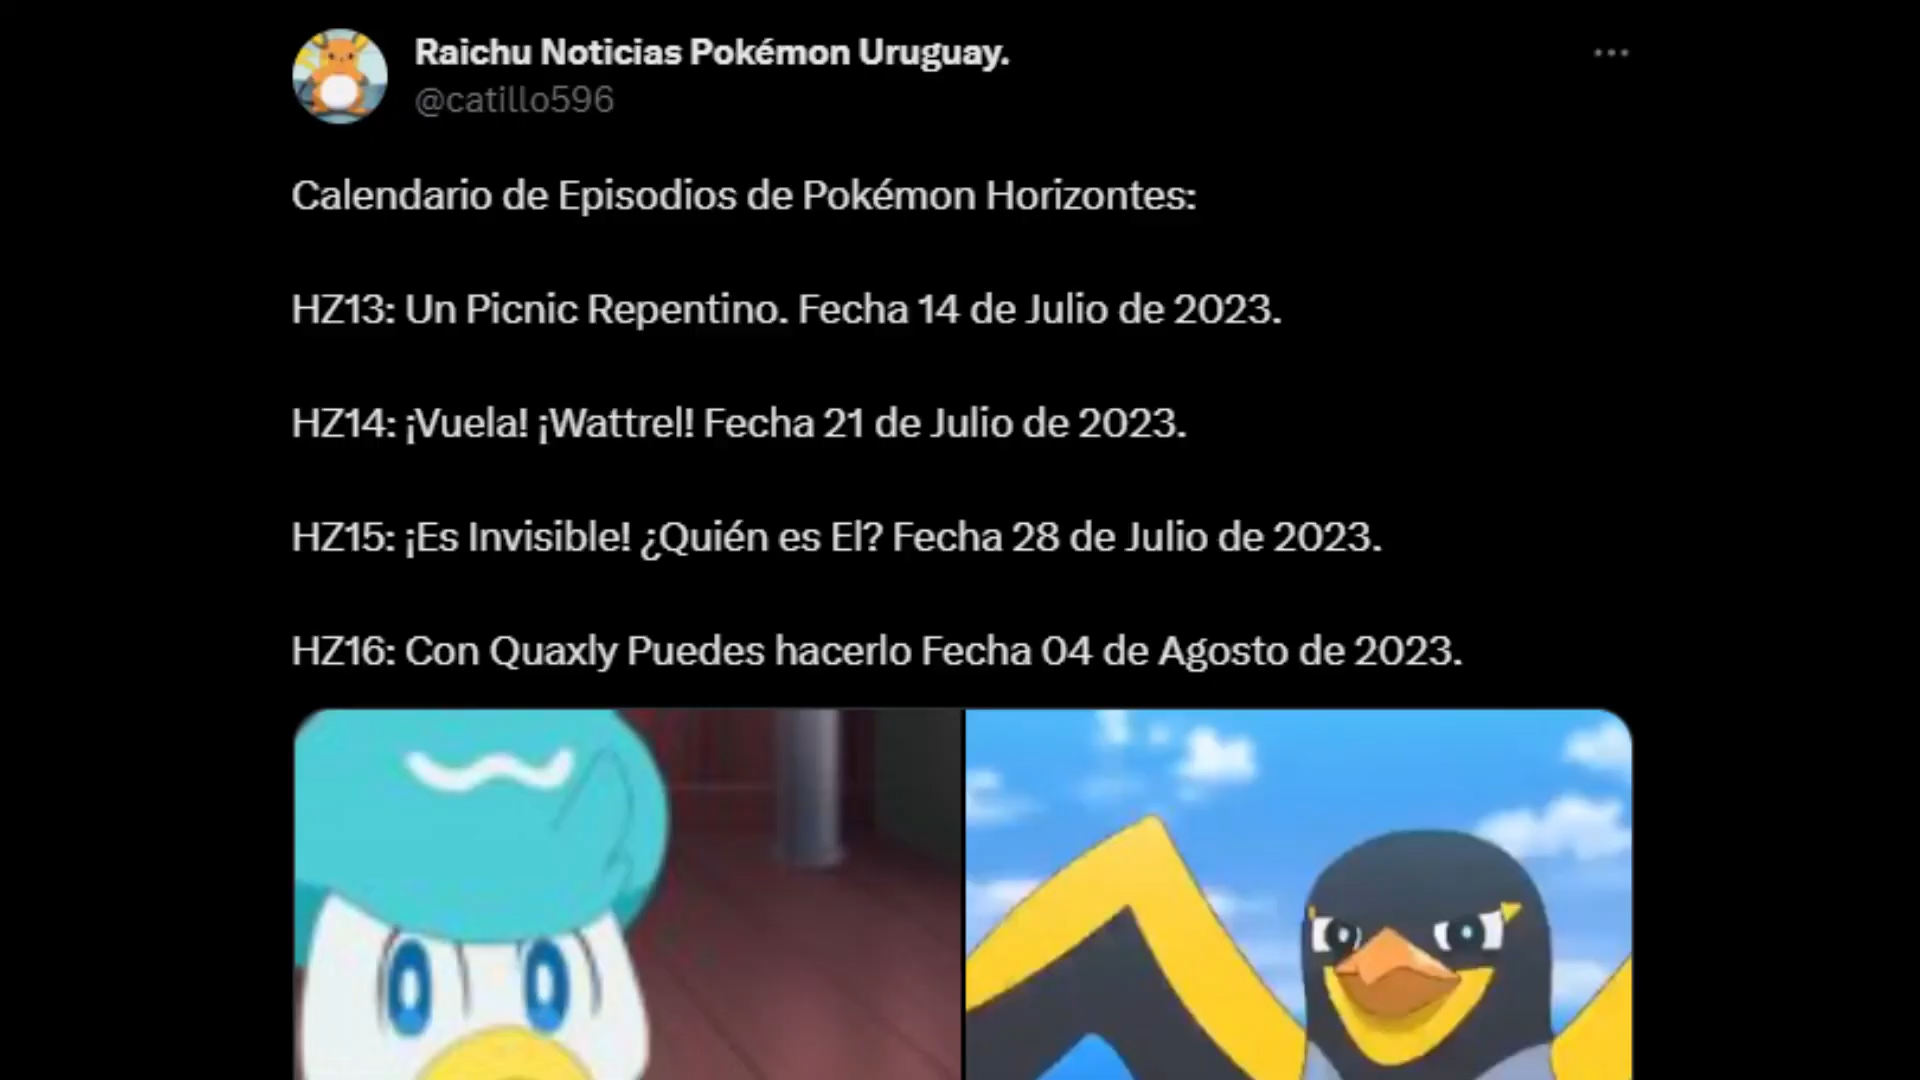 Raichu Noticias Pokémon Uruguay.
@catillo596
Calendario de Episodios de Pokémon Horizontes:
HZ13: Un Picnic Repentino. Fecha 14 de Julio de 2023.
HZ14: ¡Vuela! ¡Wattrel! Fecha 21 de Julio de 2023.
HZ15: ¡Es Invisible! ¿Quién es El? Fecha 28 de Julio de 2023.
HZ16: Con Quaxly Puedes hacerlo Fecha 04 de Agosto de 2023.